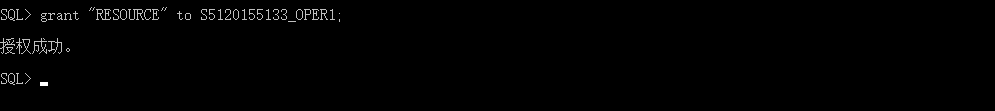 SQL> grant "RESOURCE" to S5120155133_OPER1;
授权成功。
SQL>